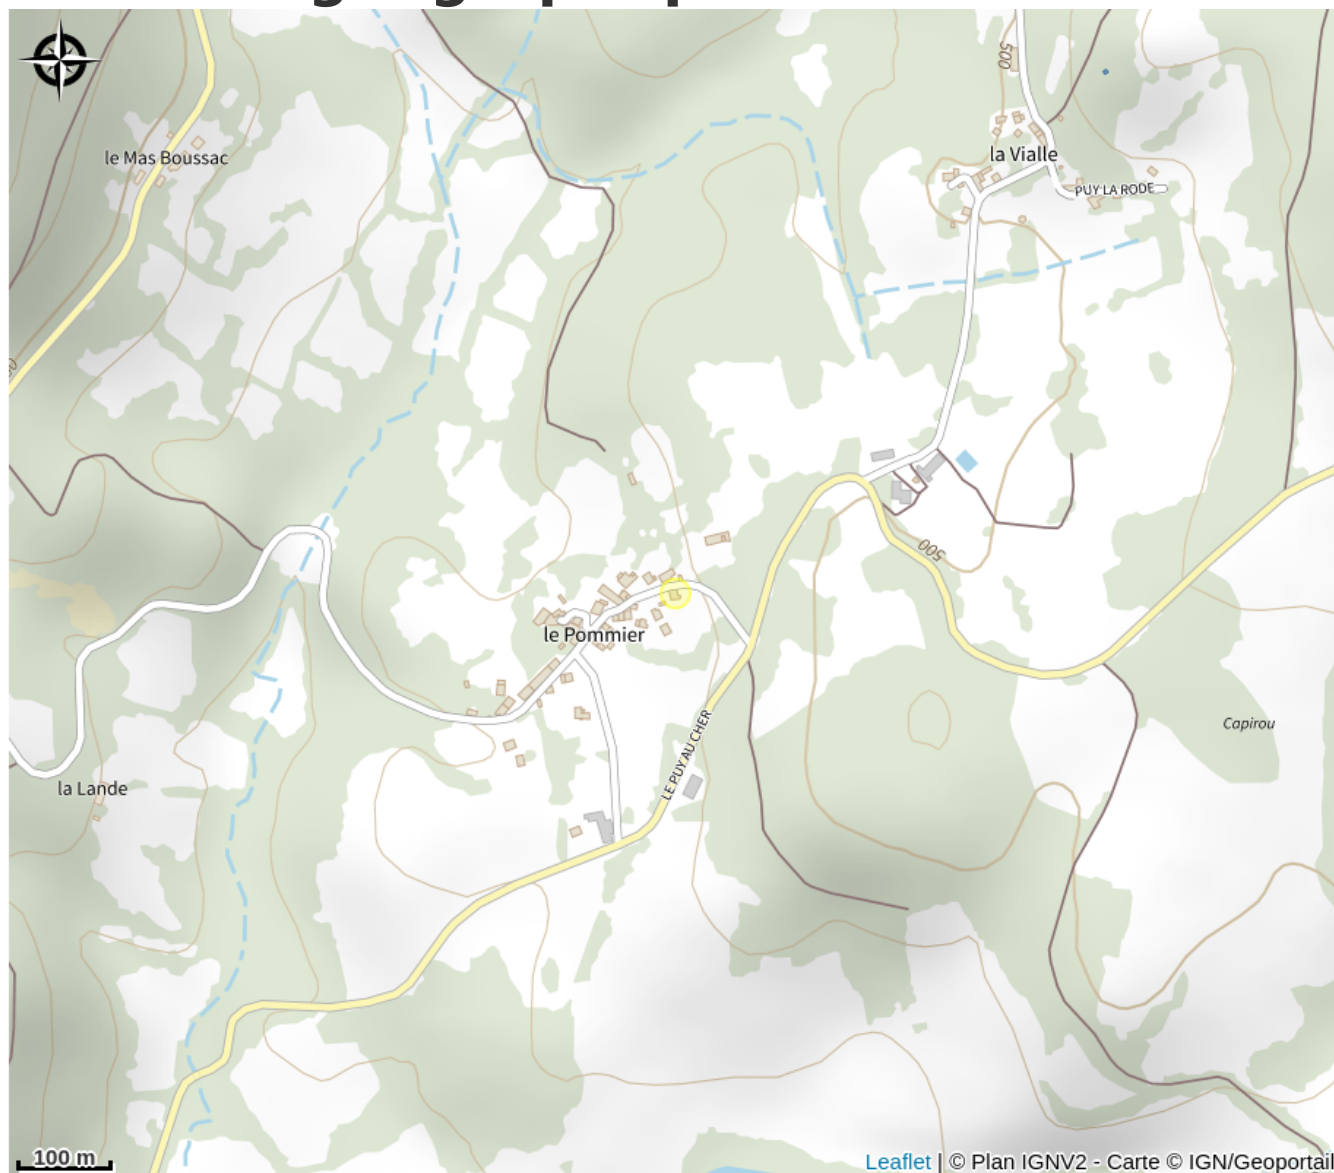 500
le Mas Boussac
la Vialle
PUY LA RODE
500
le Pommier
LE PUY AU CHER
Capirou
la Lande
100 m
Leaflet | © Plan IGNV2 - Carte © IGN/Geoportail